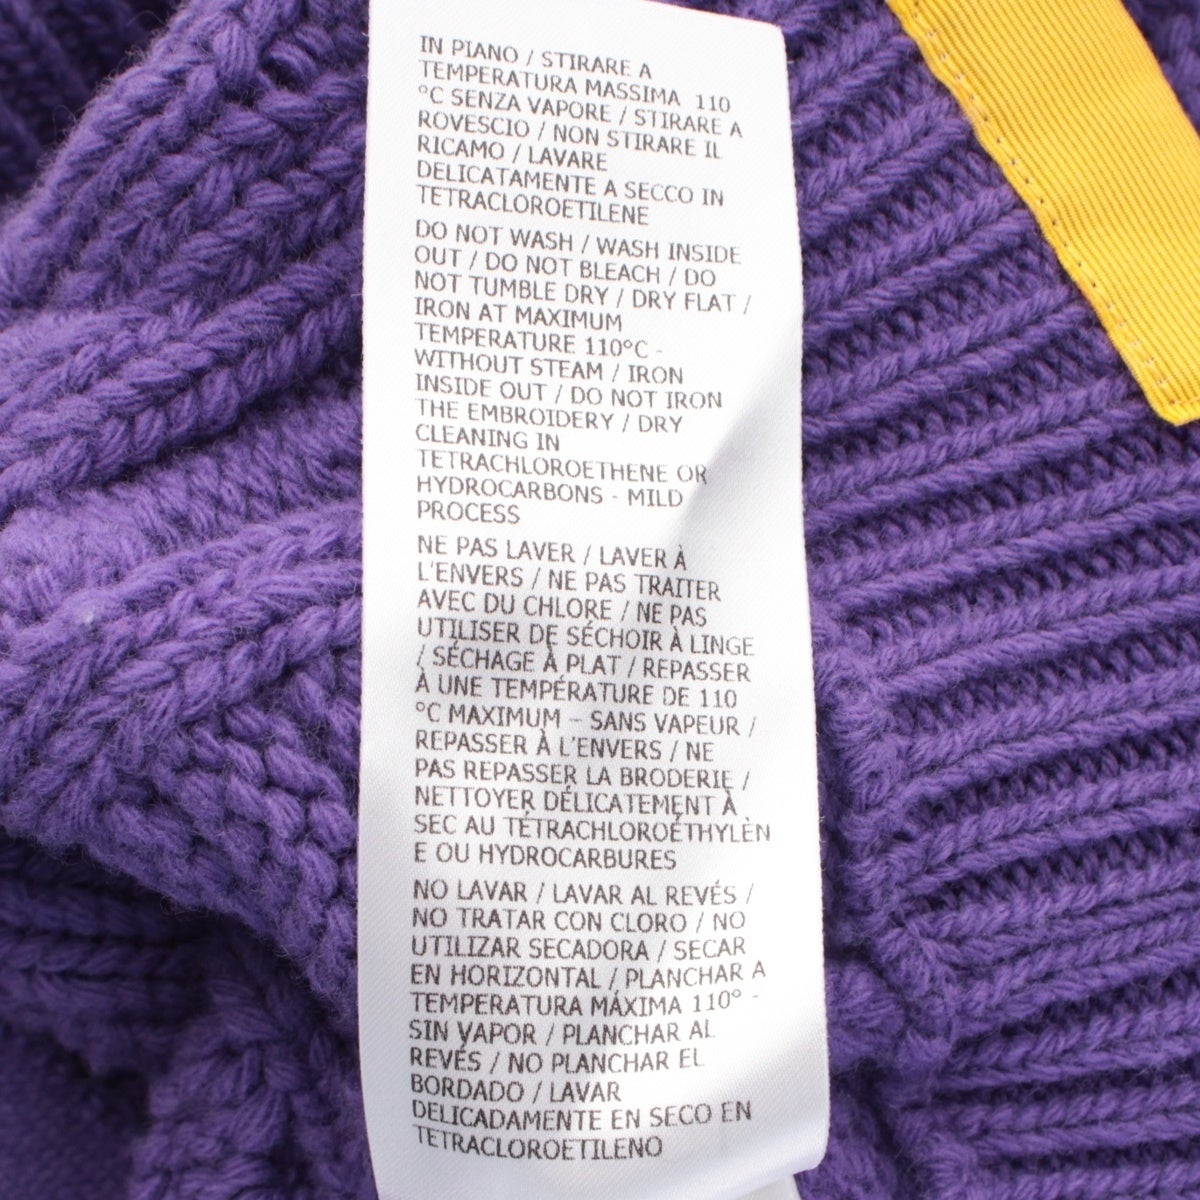 IN PIANO / STIRARE A
TEMPERATURA MASSIMA 110
°C SENZA VAPORE / STIRARE A
ROVESCIO / NON STIRARE IL
RICAMO / LAVARE
DELICATAMENTE A SECCO IN
TETRACLOROETILENE
DO NOT WASH / WASH INSIDE
OUT / DO NOT BLEACH / DO
NOT TUMBLE DRY / DRY FLAT /
IRON AT MAXIMUM
TEMPERATURE 110°C -
WITHOUT STEAM / IRON
INSIDE OUT / DO NOT IRON
THE EMBROIDERY / DRY
CLEANING IN
TETRACHLOROETHENE OR
HYDROCARBONS - MILD
PROCESS
NE PAS LAVER / LAVER À
L'ENVERS / NE PAS TRAITER
AVEC DU CHLORE / NE PAS
UTILISER DE SÉCHOIR À LINGE
/ SÉCHAGE À PLAT / REPASSER
À UNE TEMPÉRATURE DE 110
°C MAXIMUM – SANS VAPEUR /
REPASSER À L'ENVERS / NE
PAS REPASSER LA BRODERIE /
NETTOYER DÉLICATEMENT À
SEC AU TÉTRACHLOROÉTHYLÈN
E OU HYDROCARBURES
NO LAVAR / LAVAR AL REVÉS /
NO TRATAR CON CLORO / NO
UTILIZAR SECADORA / SECAR
EN HORIZONTAL / PLANCHAR A
TEMPERATURA MÁXIMA 110° -
SIN VAPOR / PLANCHAR AL
REVÉS / NO PLANCHAR EL
BORDADO / LAVAR
DELICADAMENTE EN SECO EN
TETRACLOROETILENO